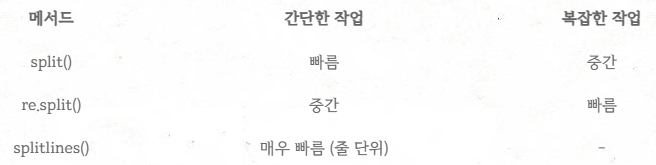 메서드 간단한 작업 복잡한 작업
split() 빠름 중간
re.split() 중간 빠름
splitlines() 매우 빠름 (줄 단위) -